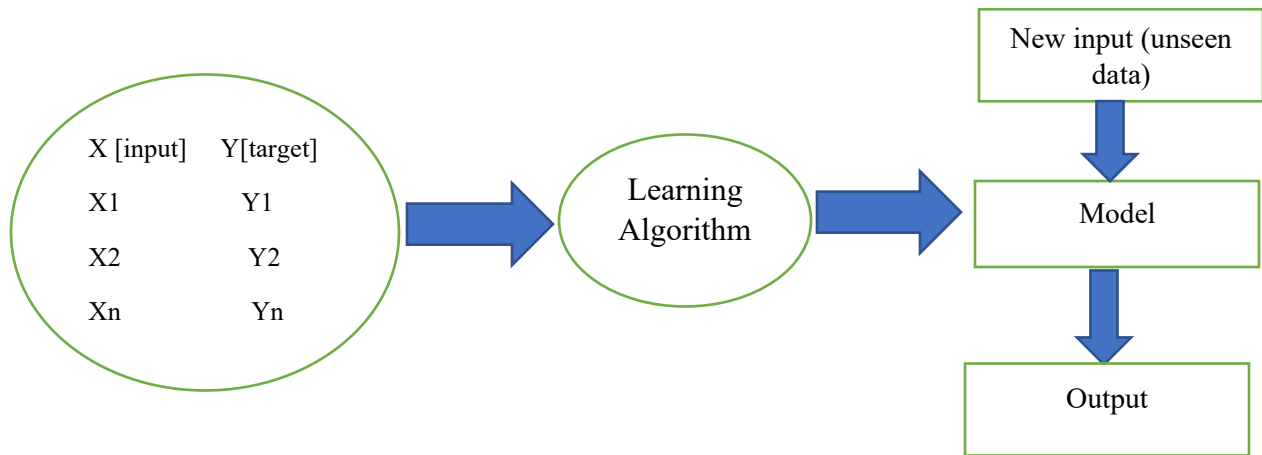 X [input] Y[target]
X1 Y1
X2 Y2
Xn Yn
Learning
Algorithm
New input (unseen
data)
Model
Output